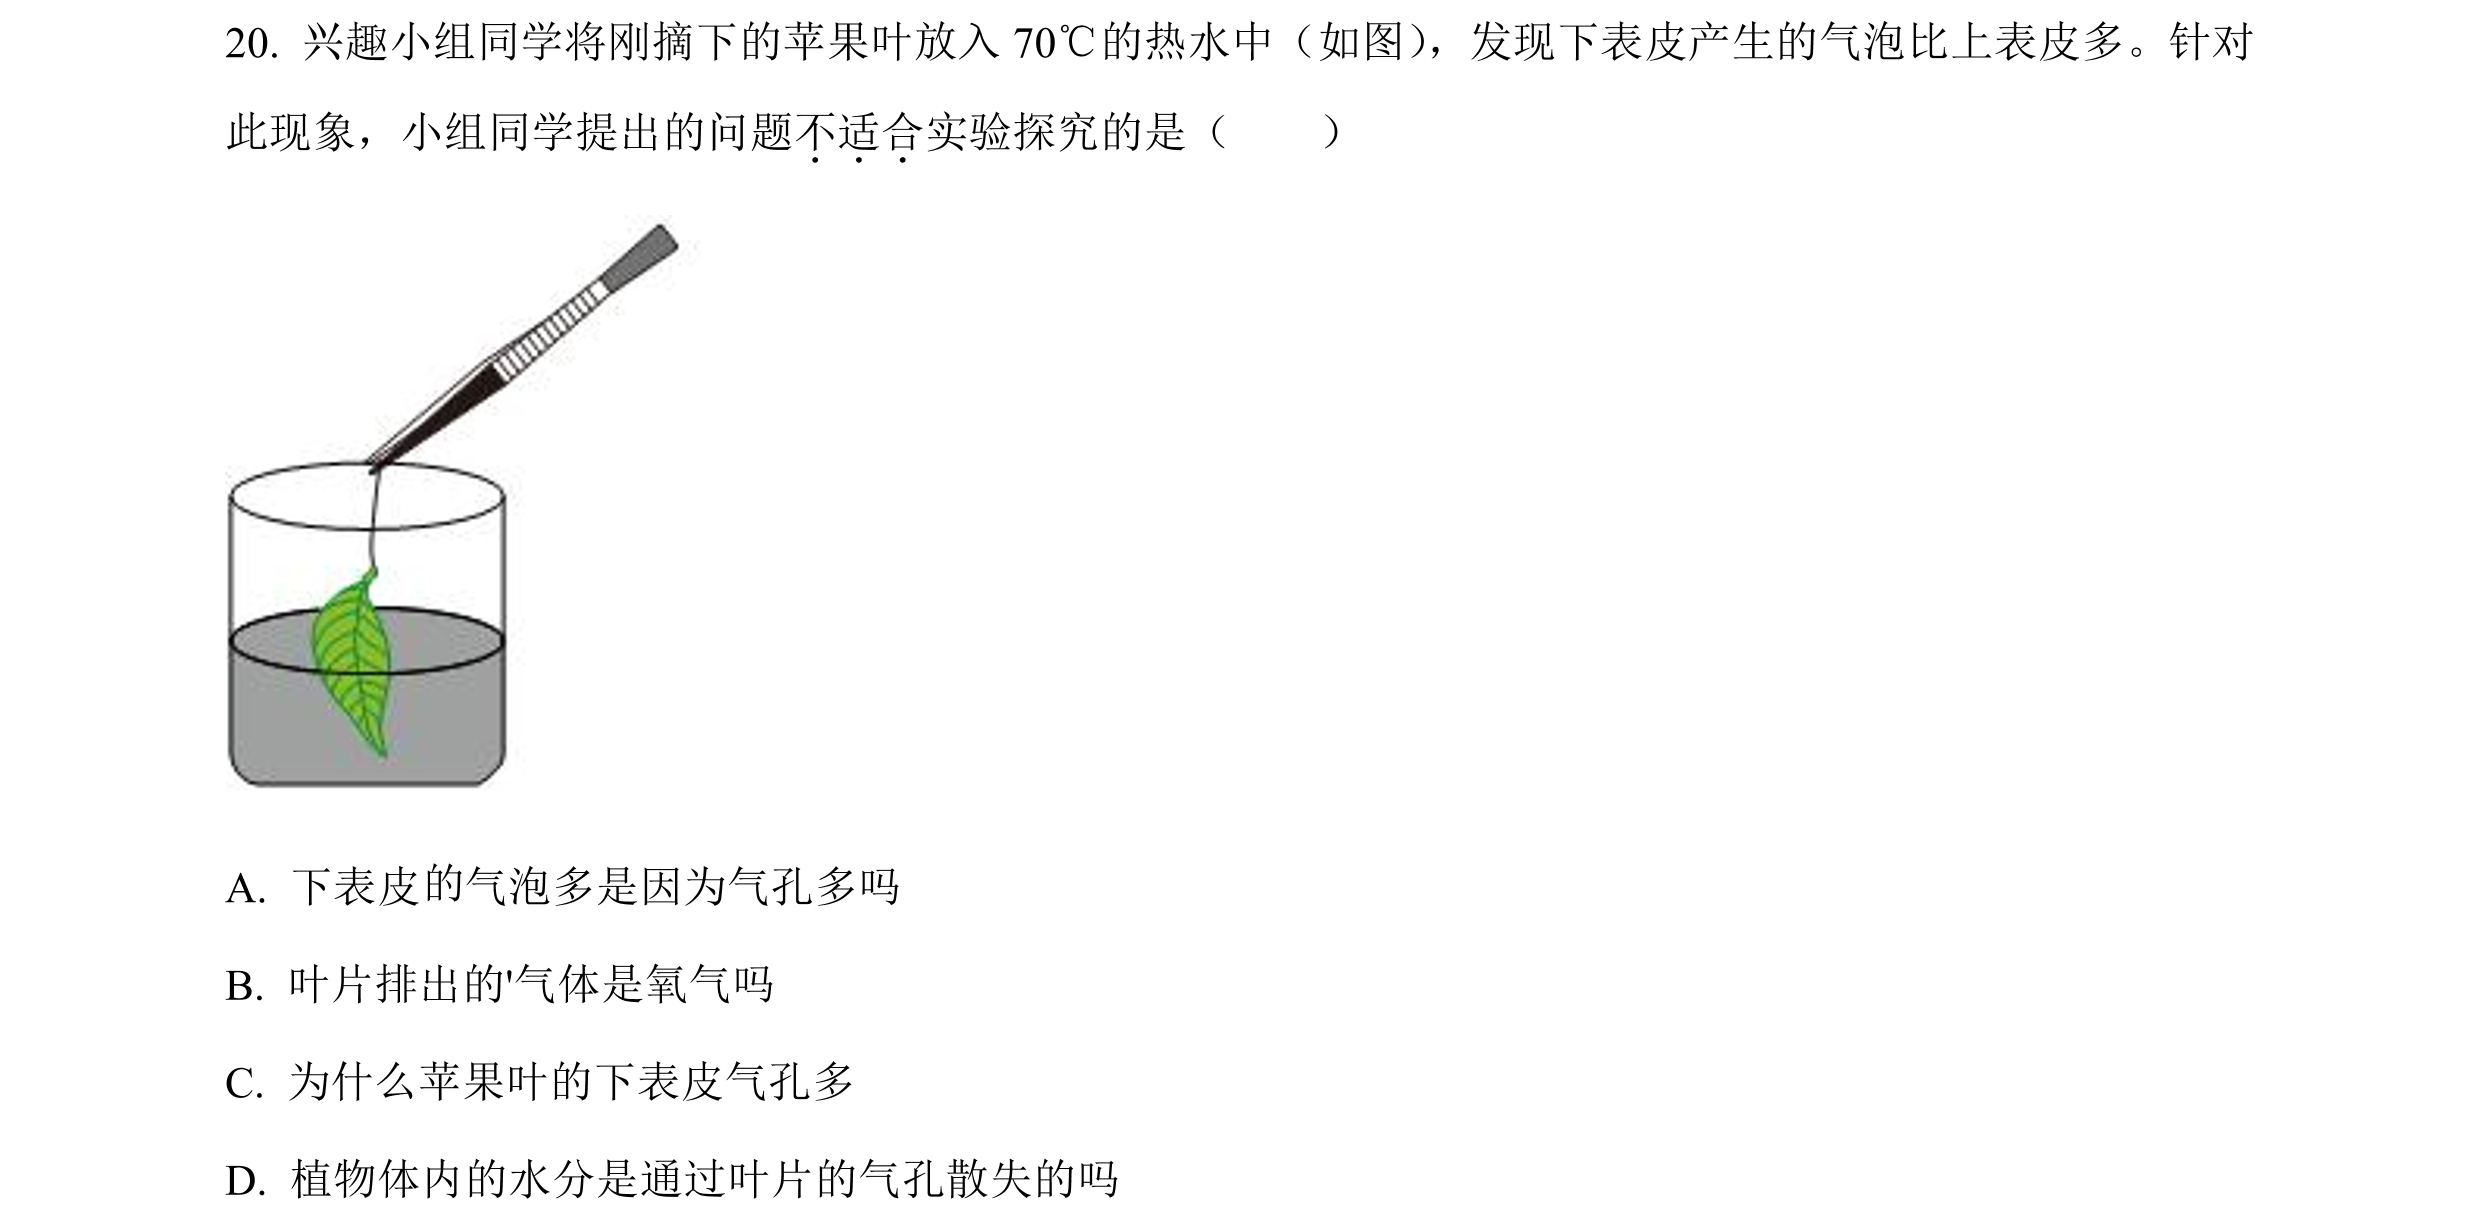 20. 兴趣小组同学将刚摘下的苹果叶放入 70℃的热水中（如图），发现下表皮产生的气泡比上表皮多。针对
此现象，小组同学提出的问题不适合实验探究的是（　　）
A. 下表皮的气泡多是因为气孔多吗
B. 叶片排出的'气体是氧气吗
C. 为什么苹果叶的下表皮气孔多
D. 植物体内的水分是通过叶片的气孔散失的吗